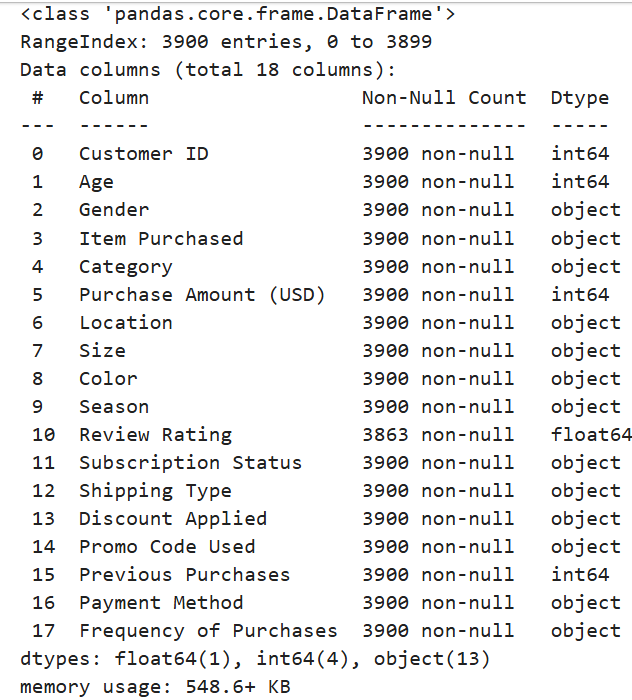 <class 'pandas.core.frame.DataFrame'>
RangeIndex: 3900 entries, 0 to 3899
Data columns (total 18 columns):
 #   Column                  Non-Null Count  Dtype
---  ------                  --------------  -----
 0   Customer ID             3900 non-null   int64
 1   Age                     3900 non-null   int64
 2   Gender                  3900 non-null   object
 3   Item Purchased          3900 non-null   object
 4   Category                3900 non-null   object
 5   Purchase Amount (USD)   3900 non-null   int64
 6   Location                3900 non-null   object
 7   Size                    3900 non-null   object
 8   Color                   3900 non-null   object
 9   Season                  3900 non-null   object
 10  Review Rating           3863 non-null   float64
 11  Subscription Status     3900 non-null   object
 12  Shipping Type           3900 non-null   object
 13  Discount Applied        3900 non-null   object
 14  Promo Code Used         3900 non-null   object
 15  Previous Purchases      3900 non-null   int64
 16  Payment Method          3900 non-null   object
 17  Frequency of Purchases  3900 non-null   object
dtypes: float64(1), int64(4), object(13)
memory usage: 548.6+ KB